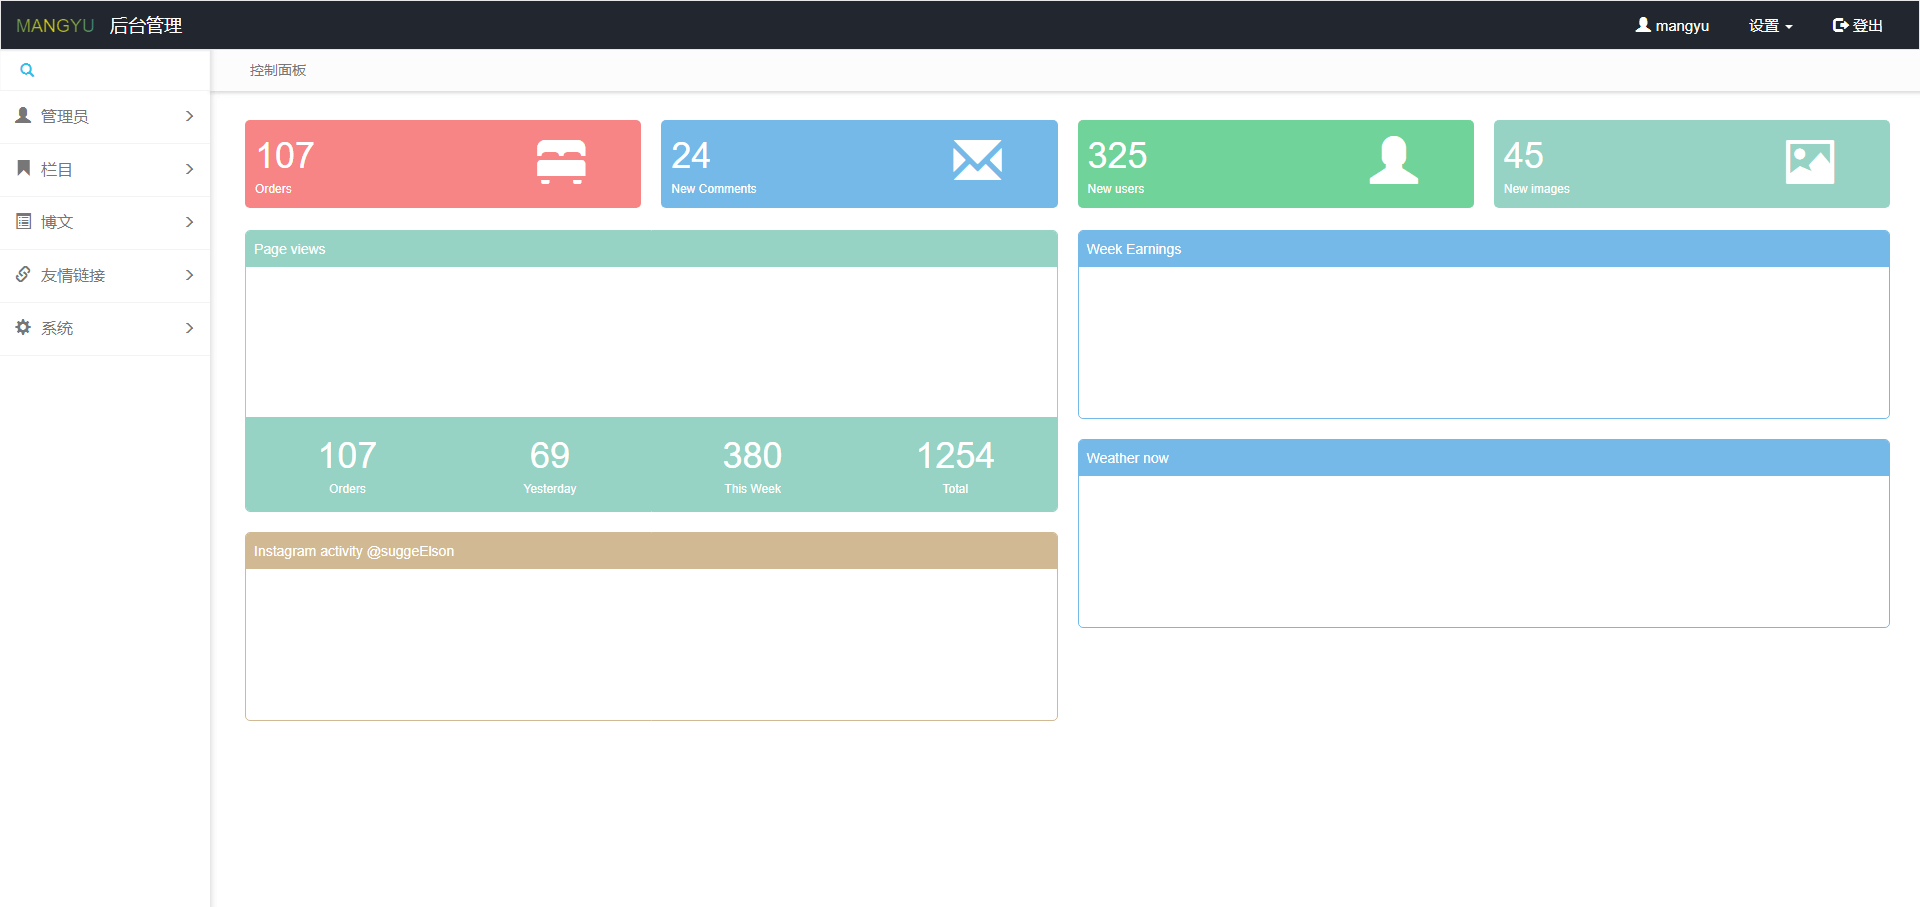 MANGYU 后台管理
mangyu 设置 登出
控制面板
管理员
栏目
博文
友情链接
系统
107
Orders
24
New Comments
325
New users
45
New images
Page views
107 69 380 1254
Orders Yesterday This Week Total
Instagram activity @suggeElson
Week Earnings
Weather now